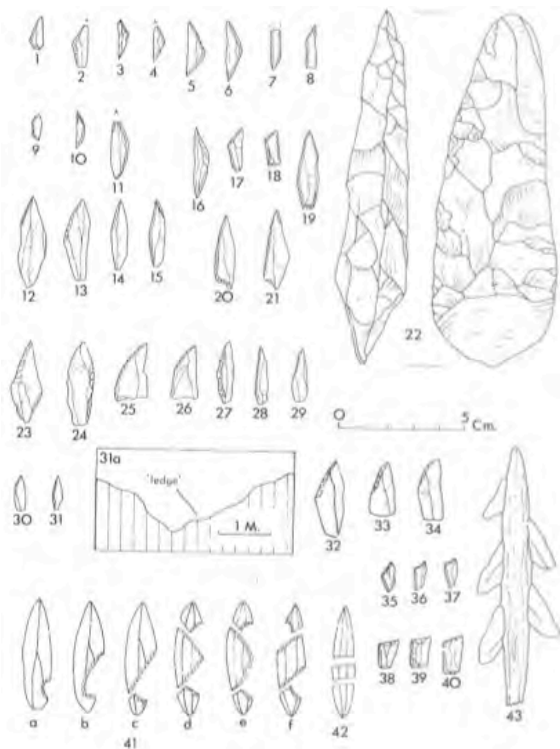 1 2 3 4 5 6 7 8
9 10 11 16 17 18 19
12 13 14 15 20 21 22
23 24 25 26 27 28 29
0 5 Cm.
30 31 31a 'ledge' 1 M. 32 33 34
35 36 37
38 39 40
a b c d e f 42 43
41